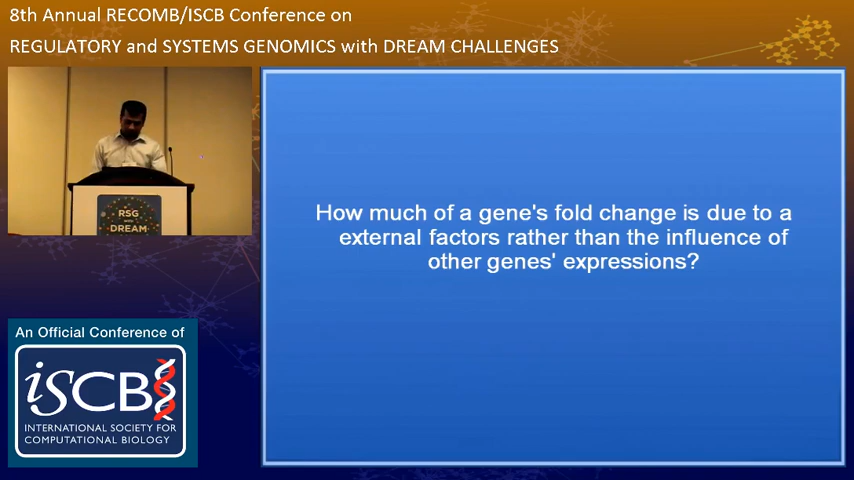 8th Annual RECOMB/ISCB Conference on
REGULATORY and SYSTEMS GENOMICS with DREAM CHALLENGES
RSG
with
DREAM
How much of a gene's fold change is due to a
external factors rather than the influence of
other genes' expressions?
An Official Conference of
iSCB
INTERNATIONAL SOCIETY FOR
COMPUTATIONAL BIOLOGY